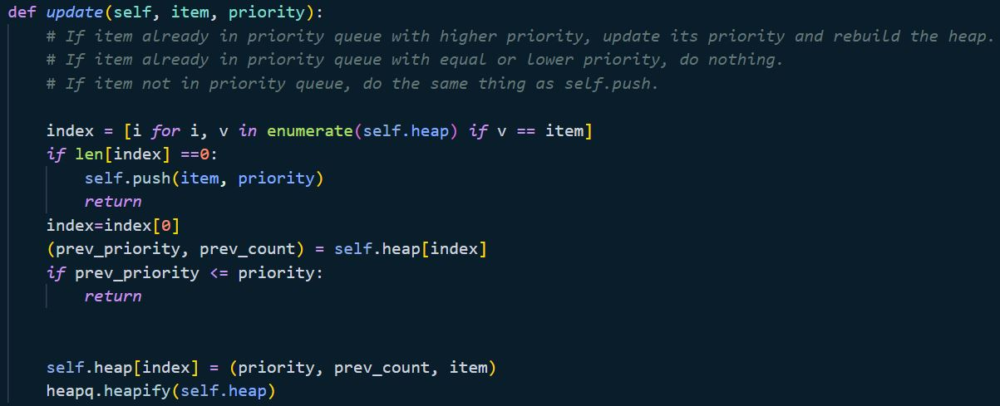 def update(self, item, priority):
    # If item already in priority queue with higher priority, update its priority and rebuild the heap.
    # If item already in priority queue with equal or lower priority, do nothing.
    # If item not in priority queue, do the same thing as self.push.
    index = [i for i, v in enumerate(self.heap) if v == item]
    if len[index] ==0:
        self.push(item, priority)
        return
    index=index[0]
    (prev_priority, prev_count) = self.heap[index]
    if prev_priority <= priority:
        return
    self.heap[index] = (priority, prev_count, item)
    heapq.heapify(self.heap)